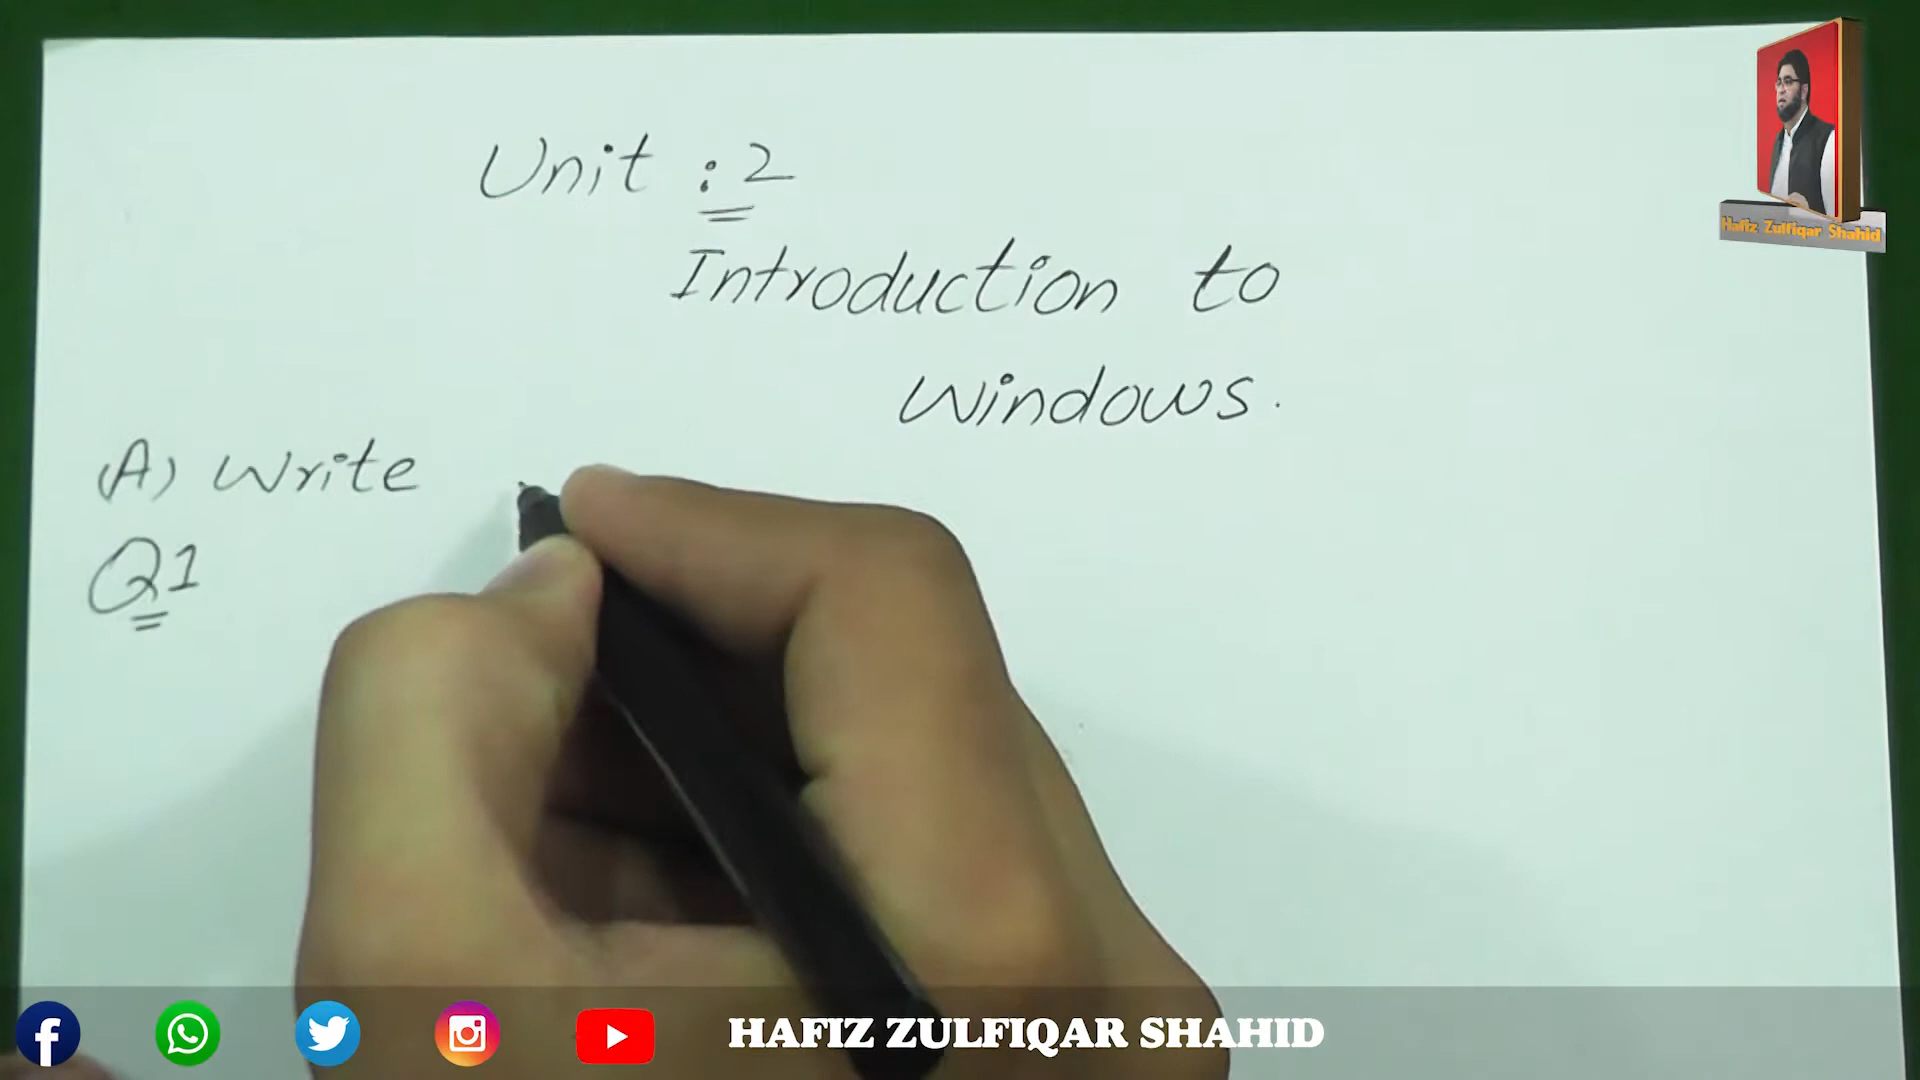 Unit : 2
Introduction to
Windows.
(A) Write
Q1
Hafiz Zulfiqar Shahid
HAFIZ ZULFIQAR SHAHID